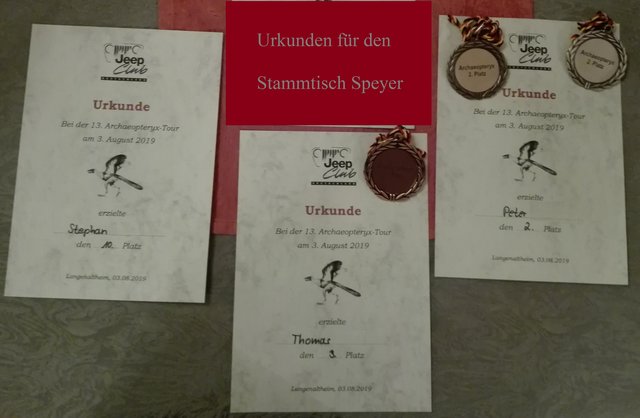 Urkunden für den
Stammtisch Speyer
Jeep
Club
DEUTSCHLAND
Urkunde
Bei der 13. Archaeopteryx-Tour
am 3. August 2019
erzielte
Stephan
den 10. Platz
Langenaltheim, 03.08.2019
Jeep
Club
DEUTSCHLAND
Urkunde
Bei der 13. Archaeopteryx-Tour
am 3. August 2019
erzielte
Thomas
den 3. Platz
Langenaltheim, 03.08.2019
Archaeopteryx
2. Platz
Archaeopteryx
2. Platz
Jeep
Club
Urkunde
Bei der 13. Archaeopteryx-Tour
am 3. August 2019
erzielte
Peter
den 2. Platz
Langenaltheim, 03.08.2019